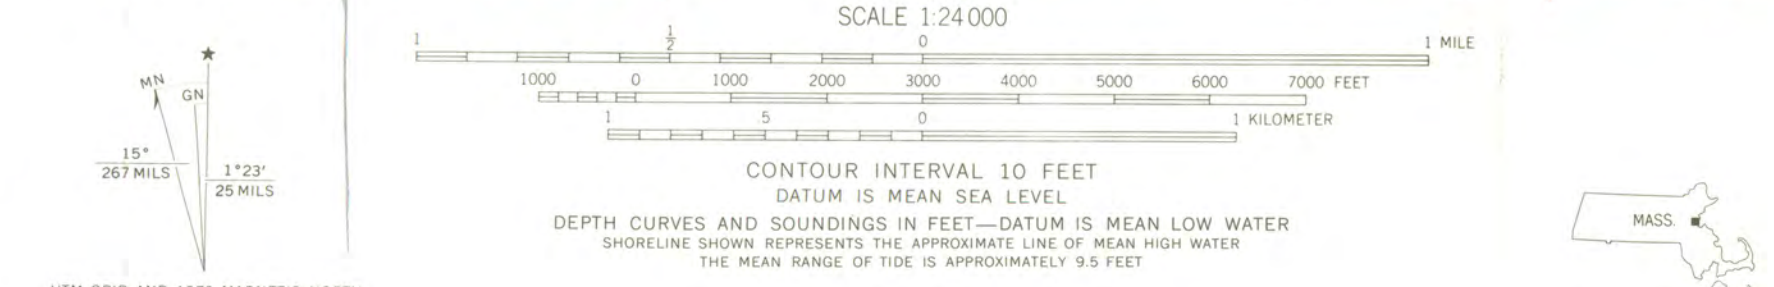 SCALE 1:24 000
1 ½ 0 1 MILE
1000 0 1000 2000 3000 4000 5000 6000 7000 FEET
1 .5 0 1 KILOMETER
CONTOUR INTERVAL 10 FEET
DATUM IS MEAN SEA LEVEL
DEPTH CURVES AND SOUNDINGS IN FEET—DATUM IS MEAN LOW WATER
SHORELINE SHOWN REPRESENTS THE APPROXIMATE LINE OF MEAN HIGH WATER
THE MEAN RANGE OF TIDE IS APPROXIMATELY 9.5 FEET
MN
GN
15°
267 MILS
1°23′
25 MILS
MASS.